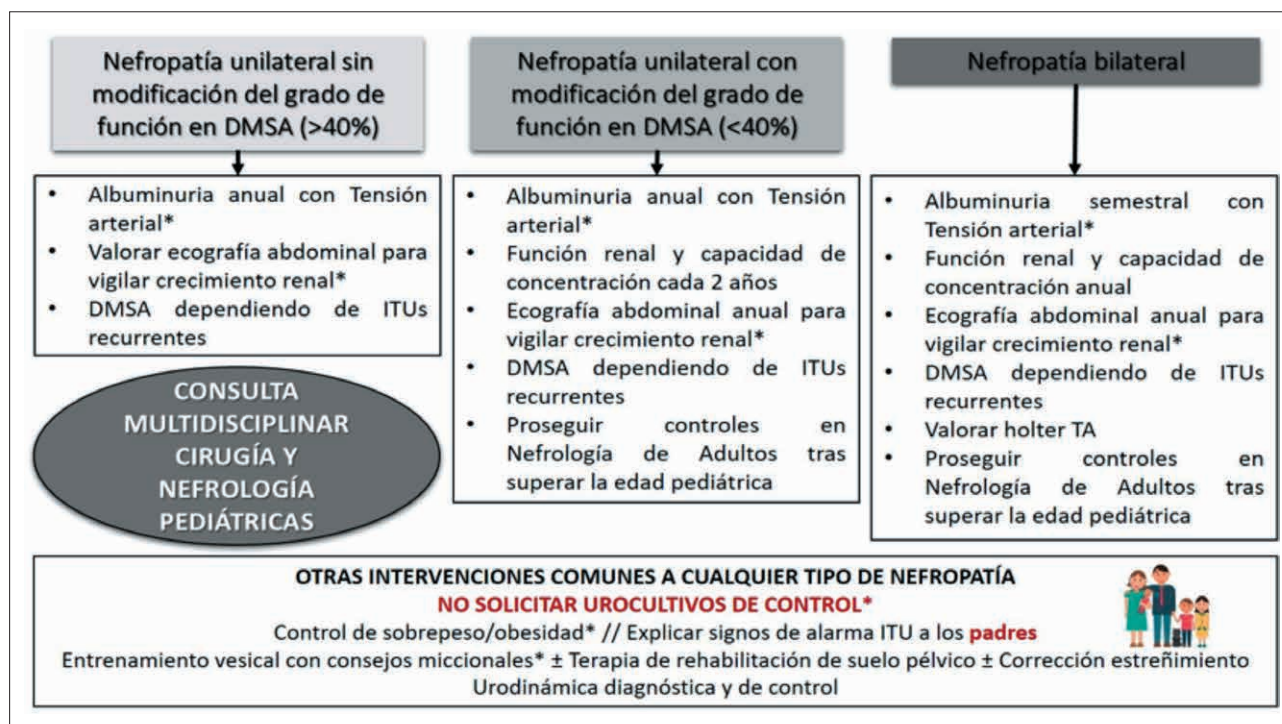 Nefropatía unilateral sin
modificación del grado de
función en DMSA (>40%)
• Albuminuria anual con Tensión
arterial*
• Valorar ecografía abdominal para
vigilar crecimiento renal*
• DMSA dependiendo de ITUs
recurrentes
CONSULTA
MULTIDISCIPLINAR
CIRUGÍA Y
NEFROLOGÍA
PEDIÁTRICAS
Nefropatía unilateral con
modificación del grado de
función en DMSA (<40%)
• Albuminuria anual con Tensión
arterial*
• Función renal y capacidad de
concentración cada 2 años
• Ecografía abdominal anual para
vigilar crecimiento renal*
• DMSA dependiendo de ITUs
recurrentes
• Proseguir controles en
Nefrología de Adultos tras
superar la edad pediátrica
Nefropatía bilateral
• Albuminuria semestral con
Tensión arterial*
• Función renal y capacidad de
concentración anual
• Ecografía abdominal anual para
vigilar crecimiento renal*
• DMSA dependiendo de ITUs
recurrentes
• Valorar holter TA
• Proseguir controles en
Nefrología de Adultos tras
superar la edad pediátrica
OTRAS INTERVENCIONES COMUNES A CUALQUIER TIPO DE NEFROPATÍA
NO SOLICITAR UROCULTIVOS DE CONTROL*
Control de sobrepeso/obesidad* // Explicar signos de alarma ITU a los padres
Entrenamiento vesical con consejos miccionales* ± Terapia de rehabilitación de suelo pélvico ± Corrección estreñimiento
Urodinámica diagnóstica y de control